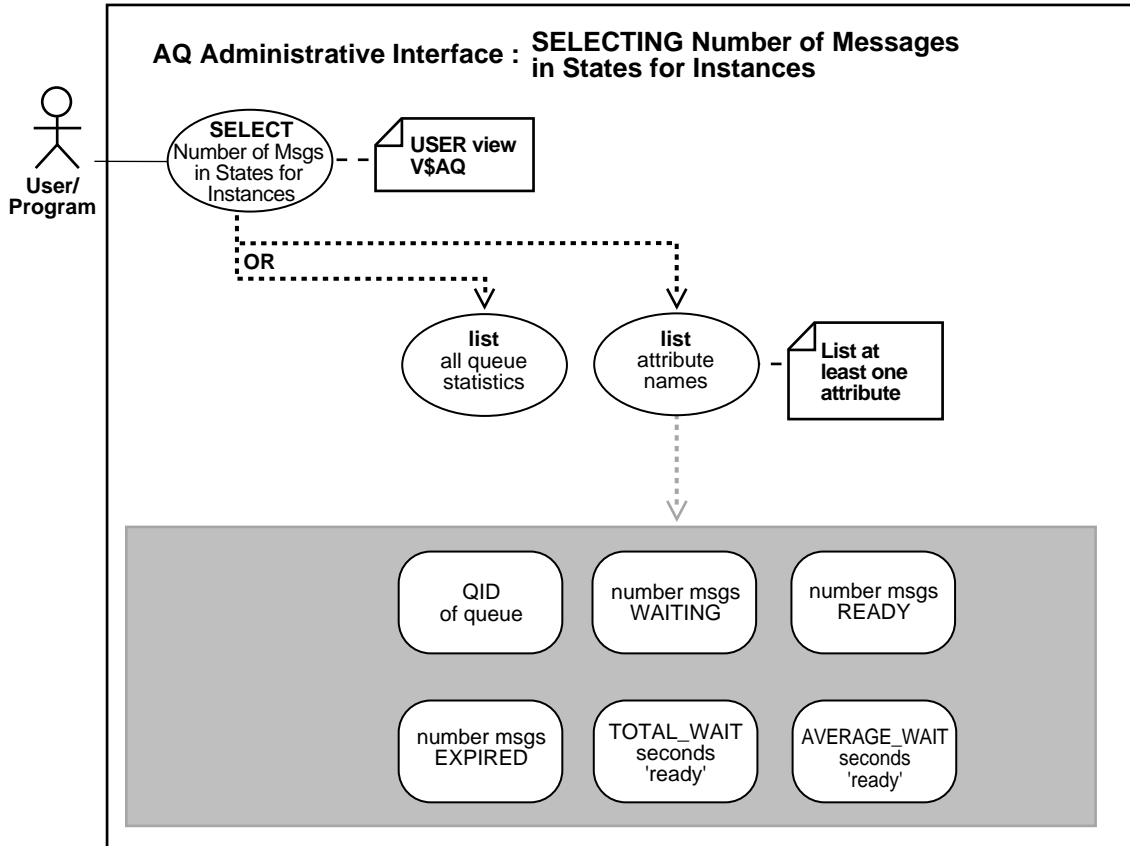 AQ Administrative Interface : SELECTING Number of Messages
in States for Instances
User/
Program
SELECT
Number of Msgs
in States for
Instances
USER view
V$AQ
OR
list
all queue
statistics
list
attribute
names
List at
least one
attribute
QID
of queue
number msgs
WAITING
number msgs
READY
number msgs
EXPIRED
TOTAL_WAIT
seconds
'ready'
AVERAGE_WAIT
seconds
'ready'